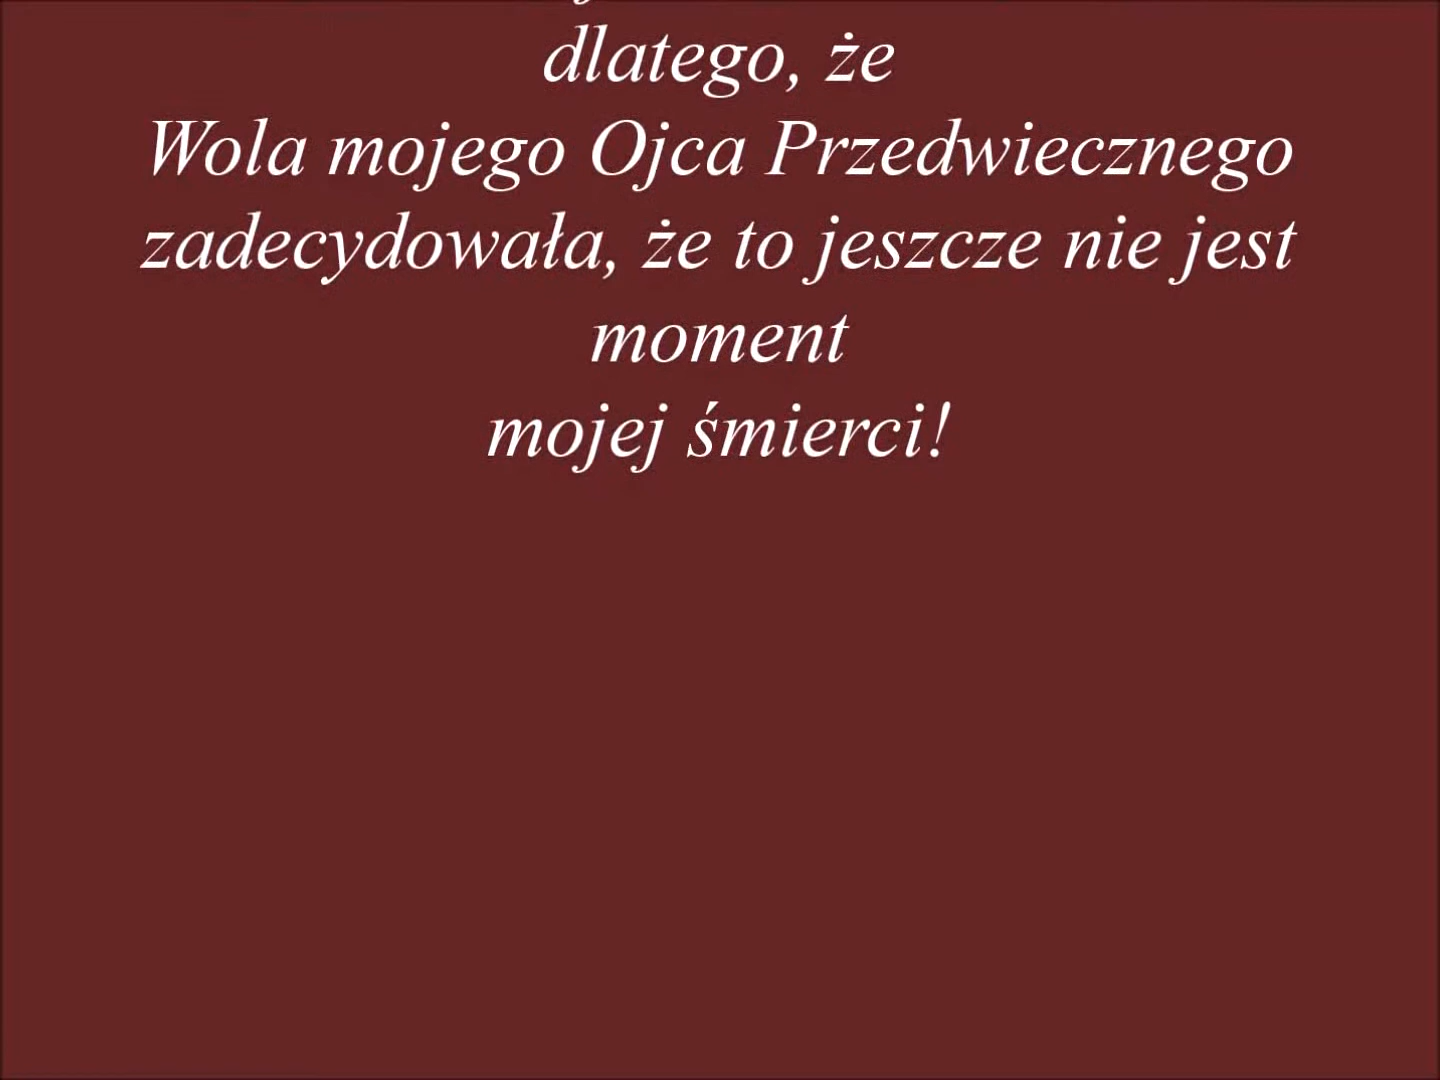 dlatego, że
Wola mojego Ojca Przedwiecznego
zadecydowała, że to jeszcze nie jest
moment
mojej śmierci!